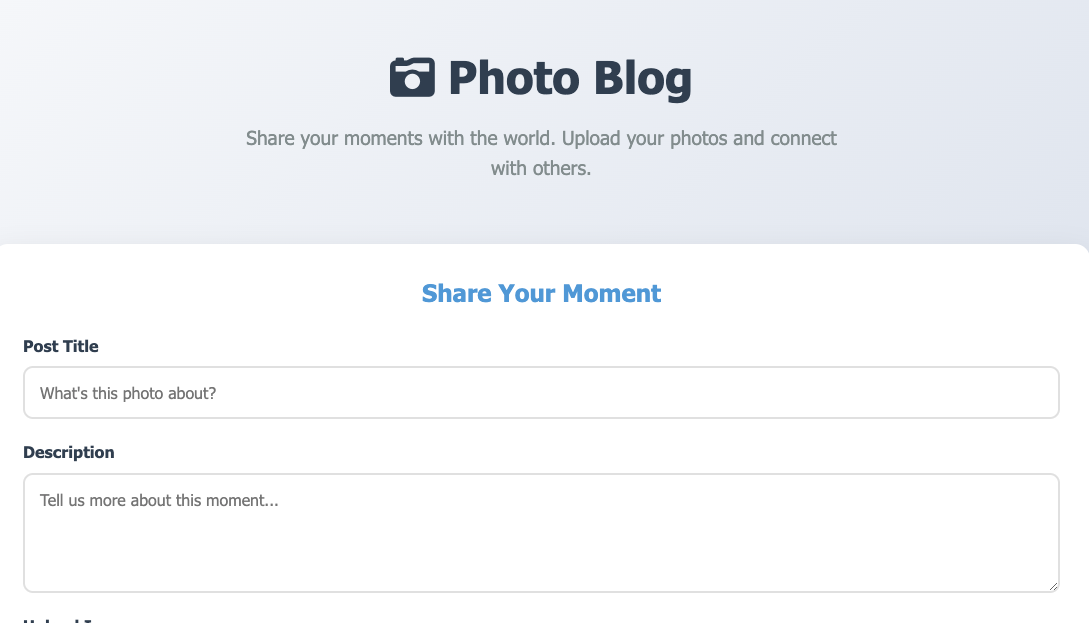 Photo Blog
Share your moments with the world. Upload your photos and connect
with others.
Share Your Moment
Post Title
What's this photo about?
Description
Tell us more about this moment...